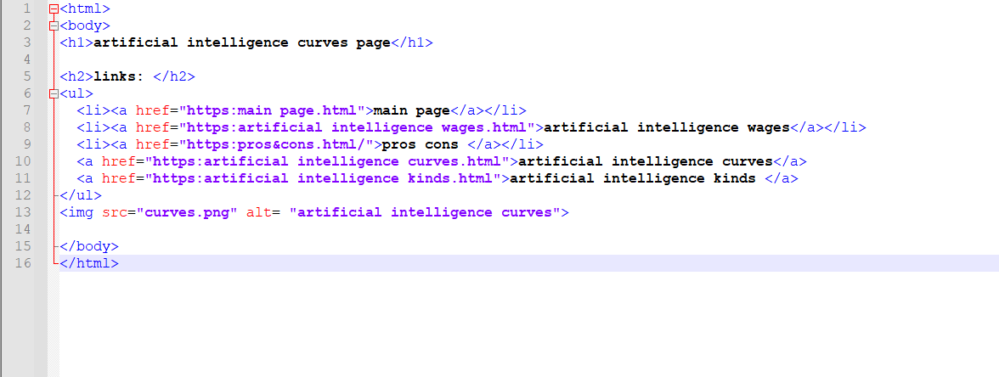 1 <html>
2 <body>
3 <h1>artificial intelligence curves page</h1>
4
5 <h2>links: </h2>
6 <ul>
7 <li><a href="https:main page.html">main page</a></li>
8 <li><a href="https:artificial intelligence wages.html">artificial intelligence wages</a></li>
9 <li><a href="https:pros&cons.html/">pros cons </a></li>
10 <a href="https:artificial intelligence curves.html">artificial intelligence curves</a>
11 <a href="https:artificial intelligence kinds.html">artificial intelligence kinds </a>
12 </ul>
13 <img src="curves.png" alt= "artificial intelligence curves">
14
15 </body>
16 </html>